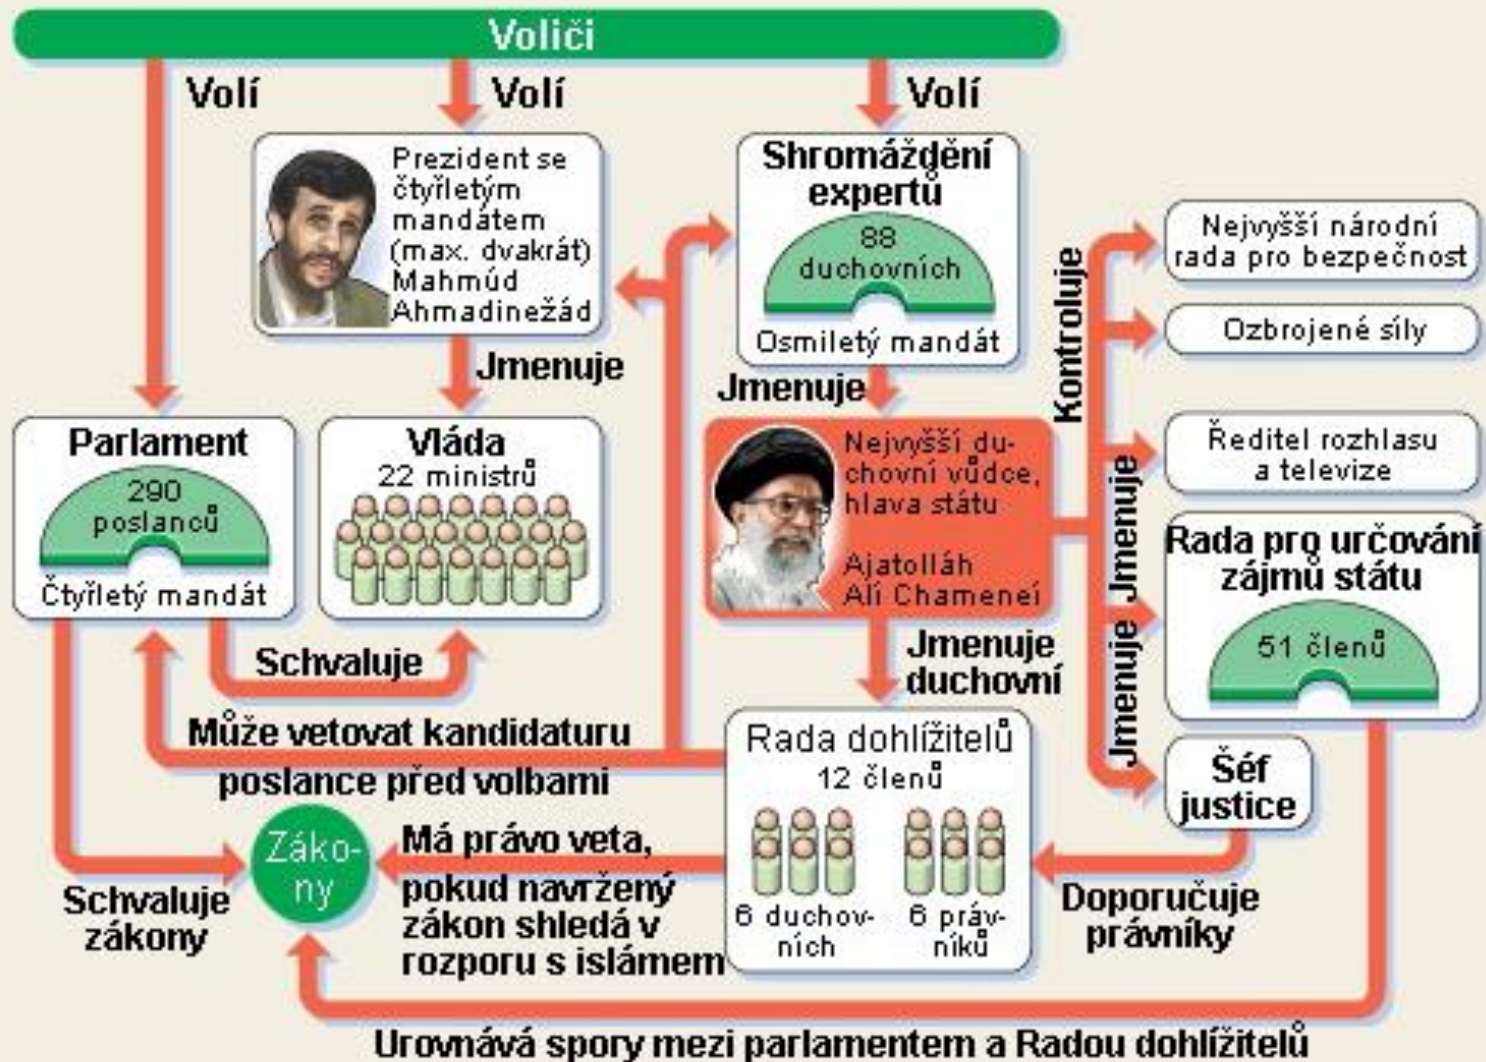 Voliči
Volí
Volí
Volí
Prezident se
čtyřletým
mandátem
(max. dvakrát)
Mahmúd
Ahmadinežád
Shromáždění
expertů
88
duchovních
Osmiletý mandát
Nejvyšší národní
rada pro bezpečnost
Ozbrojené síly
Kontroluje
Jmenuje
Jmenuje
Parlament
290
poslanců
Čtyřletý mandát
Vláda
22 ministrů
Nejvyšší du-
chovní vůdce,
hlava státu
Ajatolláh
Alí Chameneí
Ředitel rozhlasu
a televize
Jmenuje
Rada pro určování
zájmů státu
51 členů
Jmenuje
Schvaluje
Jmenuje
duchovní
Může vetovat kandidaturu
poslance před volbami
Rada dohlížitelů
12 členů
6 duchov-
ních
6 práv-
níků
Šéf
justice
Záko-
ny
Má právo veta,
pokud navržený
zákon shledá v
rozporu s islámem
Schvaluje
zákony
Doporučuje
právníky
Urovnává spory mezi parlamentem a Radou dohlížitelů